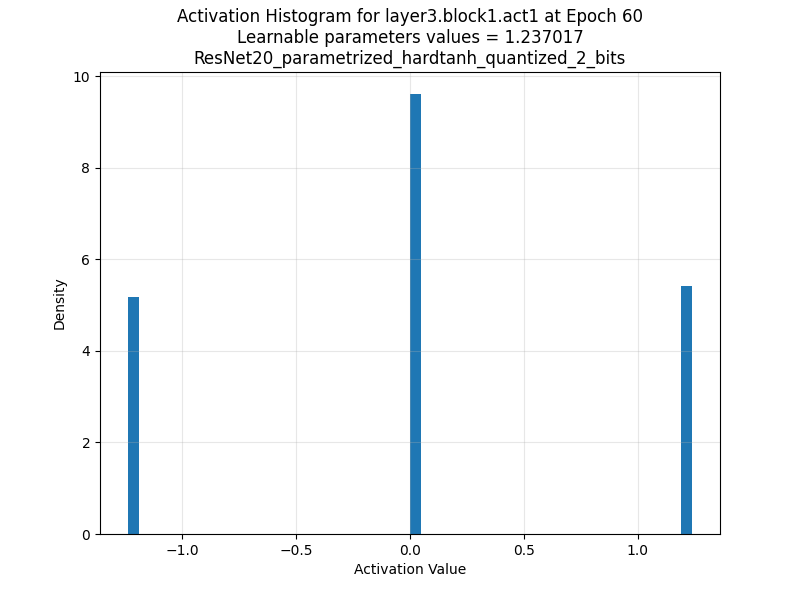 Activation Histogram for layer3.block1.act1 at Epoch 60
Learnable parameters values = 1.237017
ResNet20_parametrized_hardtanh_quantized_2_bits
10
8
6
4
2
0
Density
−1.0
−0.5
0.0
0.5
1.0
Activation Value